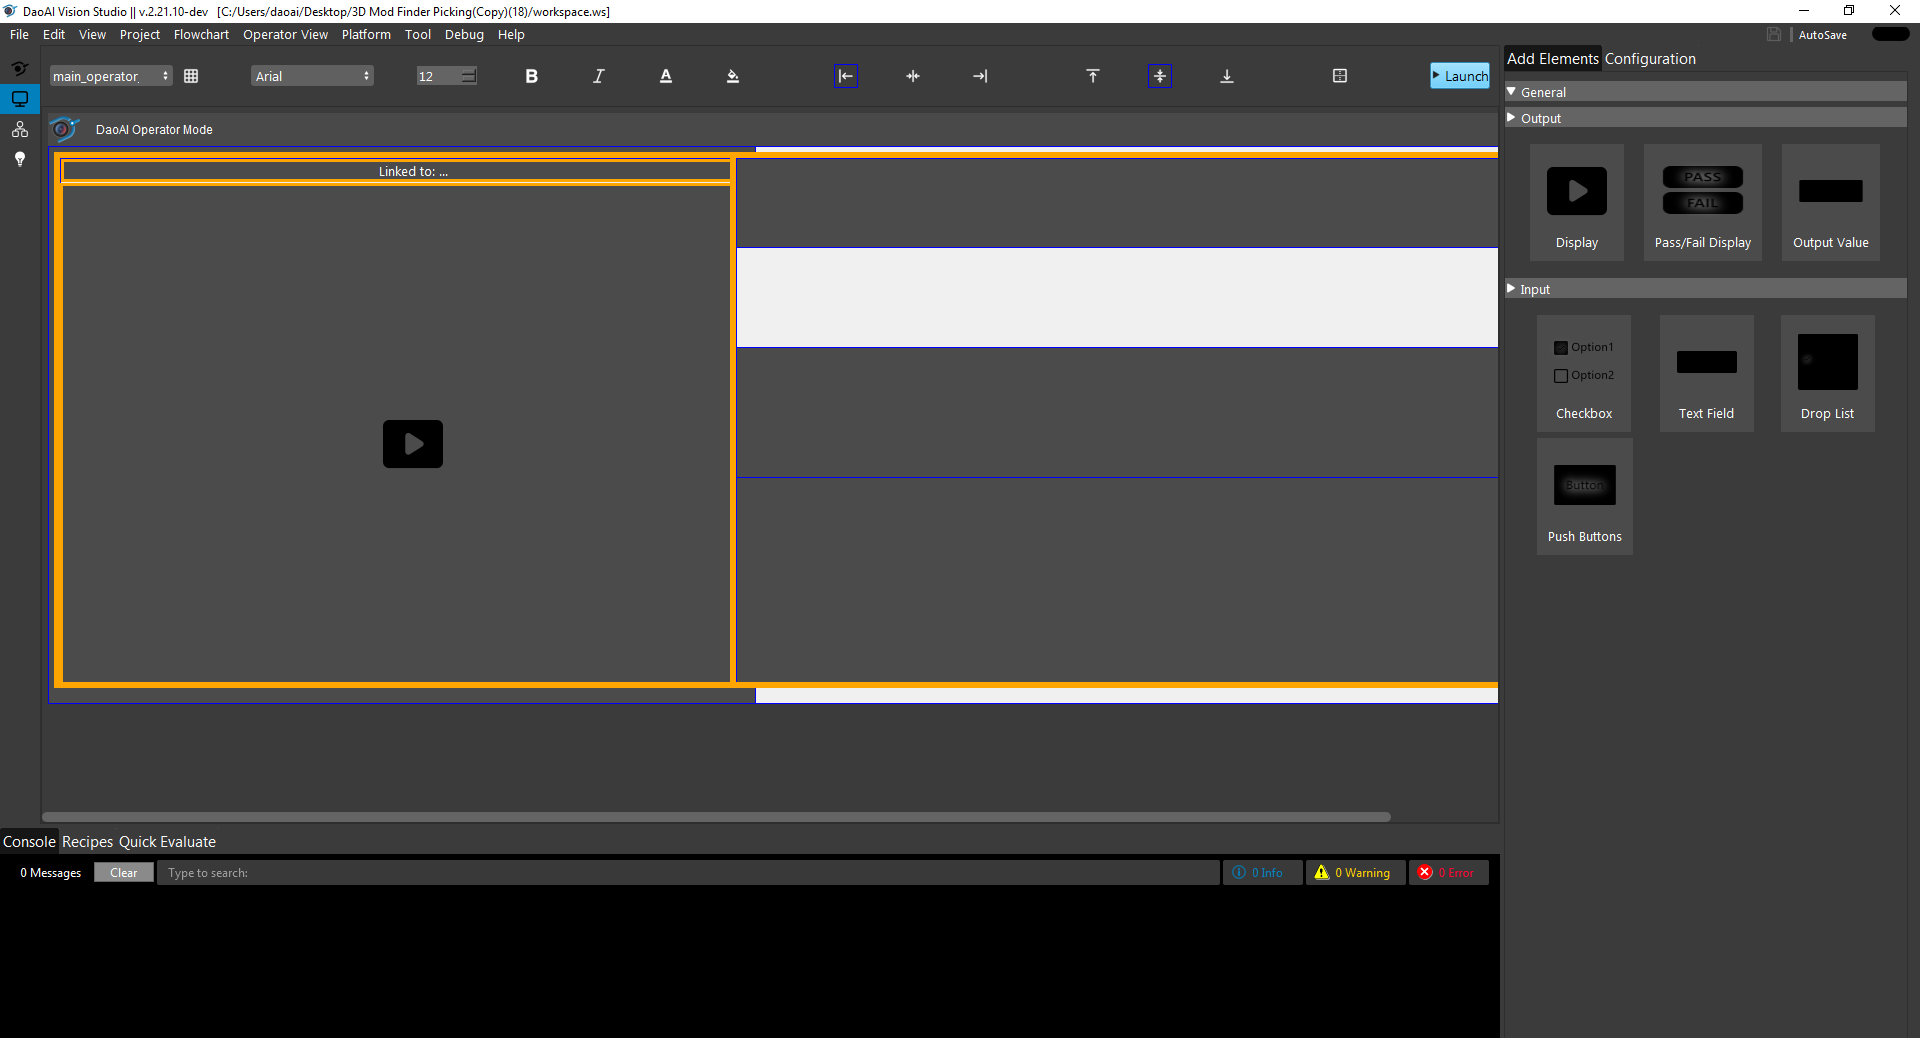 DaoAI Vision Studio || v.2.21.10-dev [C:/Users/daoai/Desktop/3D Mod Finder Picking(Copy)(18)/workspace.ws]
File Edit View Project Flowchart Operator View Platform Tool Debug Help
AutoSave
main_operator_
Arial
12
B
I
A
Launch
DaoAI Operator Mode
Linked to: ...
Add Elements Configuration
General
Output
PASS
FAIL
Display
Pass/Fail Display
Output Value
Input
Option1
Option2
Checkbox
Text Field
Drop List
Button
Push Buttons
Console Recipes Quick Evaluate
0 Messages
Clear
Type to search:
0 Info
0 Warning
0 Error